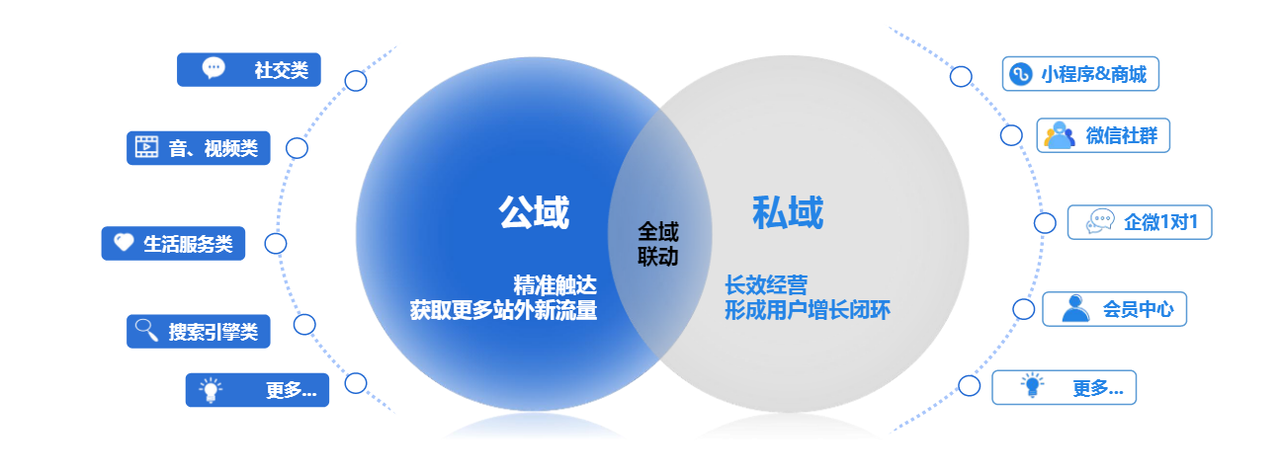 社交类
音、视频类
生活服务类
搜索引擎类
更多...
公域
精准触达
获取更多站外新流量
全域
联动
私域
长效经营
形成用户增长闭环
小程序&商城
微信社群
企微1对1
会员中心
更多...